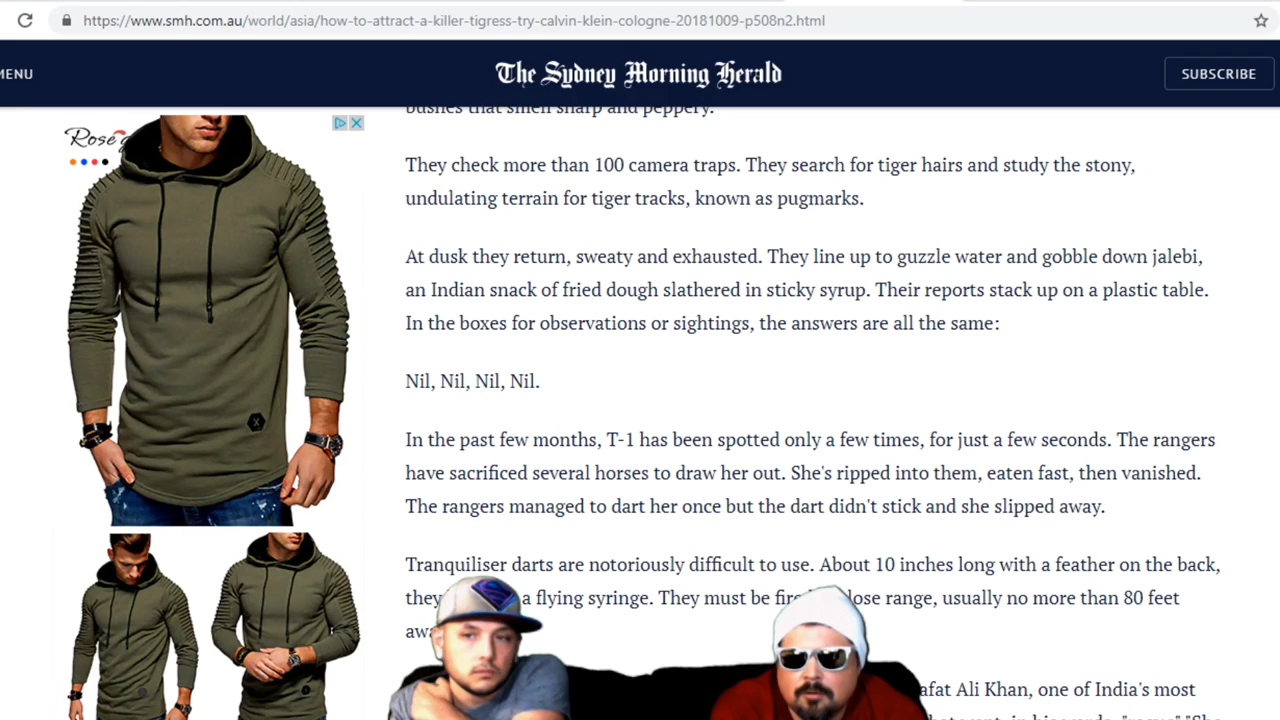 https://www.smh.com.au/world/asia/how-to-attract-a-killer-tigress-try-calvin-klein-cologne-20181009-p508n2.html
MENU
The Sydney Morning Herald
SUBSCRIBE
bushes that smell sharp and peppery.
They check more than 100 camera traps. They search for tiger hairs and study the stony,
undulating terrain for tiger tracks, known as pugmarks.
At dusk they return, sweaty and exhausted. They line up to guzzle water and gobble down jalebi,
an Indian snack of fried dough slathered in sticky syrup. Their reports stack up on a plastic table.
In the boxes for observations or sightings, the answers are all the same:
Nil, Nil, Nil, Nil.
In the past few months, T-1 has been spotted only a few times, for just a few seconds. The rangers
have sacrificed several horses to draw her out. She's ripped into them, eaten fast, then vanished.
The rangers managed to dart her once but the dart didn't stick and she slipped away.
Tranquiliser darts are notoriously difficult to use. About 10 inches long with a feather on the back,
they a flying syringe. They must be range, usually no more than 80 feet
Ali Khan, one of India's most
Rose
X